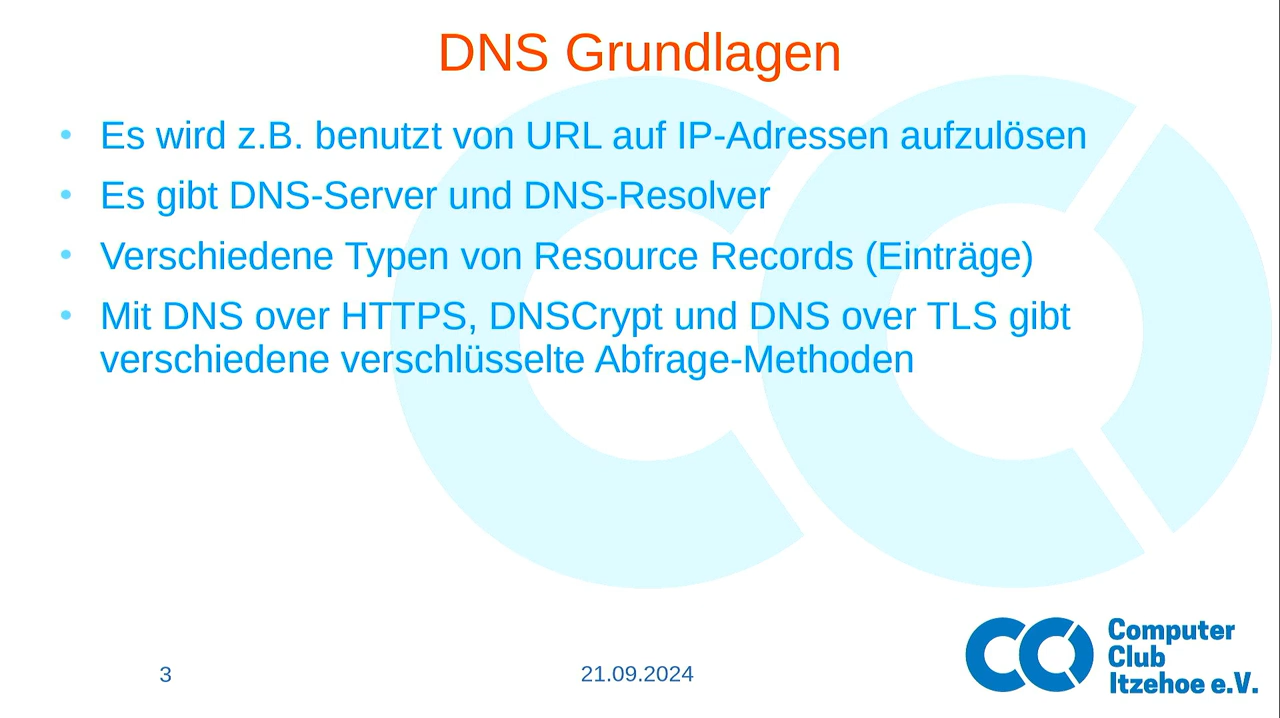 DNS Grundlagen
• Es wird z.B. benutzt von URL auf IP-Adressen aufzulösen
• Es gibt DNS-Server und DNS-Resolver
• Verschiedene Typen von Resource Records (Einträge)
• Mit DNS over HTTPS, DNSCrypt und DNS over TLS gibt
verschiedene verschlüsselte Abfrage-Methoden
3
21.09.2024
Computer
Club
Itzehoe e.V.